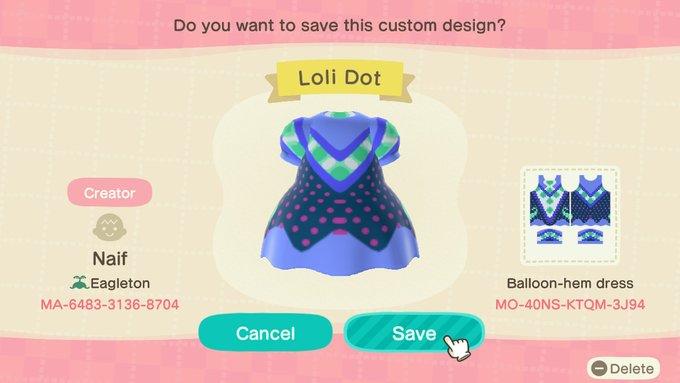 Do you want to save this custom design?
Loli Dot
Creator
Naif
Eagleton
MA-6483-3136-8704
Balloon-hem dress
MO-40NS-KTQM-3J94
Cancel
Save
Delete